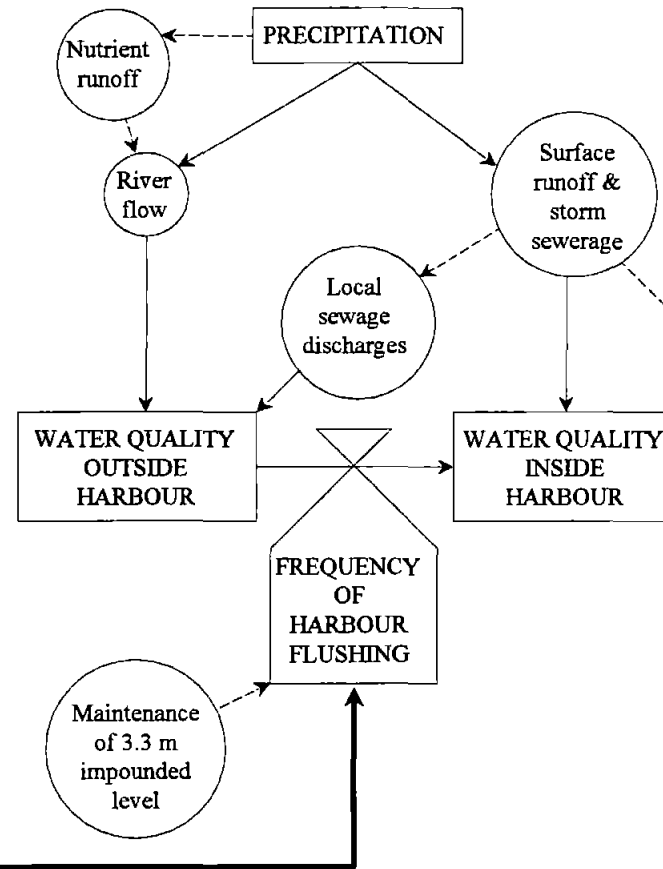 PRECIPITATION
Nutrient
runoff
River
flow
Surface
runoff &
storm
sewerage
Local
sewage
discharges
WATER QUALITY
OUTSIDE
HARBOUR
WATER QUALITY
INSIDE
HARBOUR
FREQUENCY
OF
HARBOUR
FLUSHING
Maintenance
of 3.3 m
impounded
level